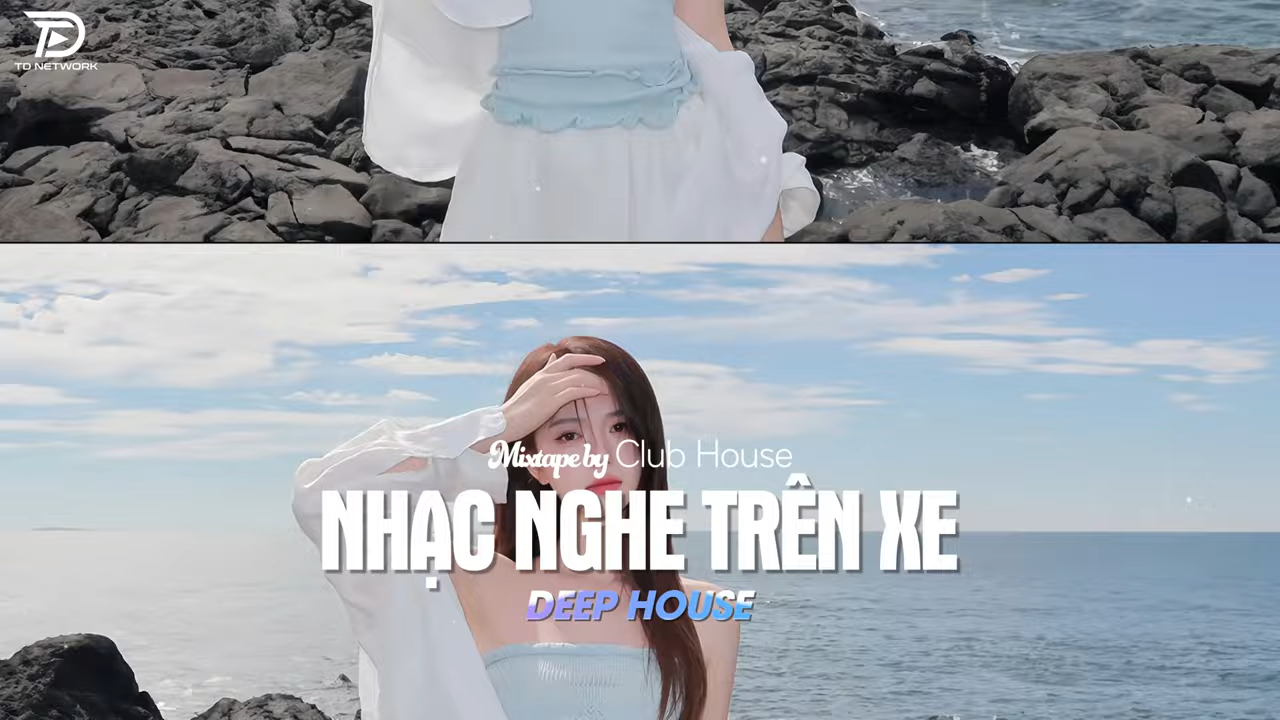 TD NETWORK
Mixtape by Club House
NHẠC NGHE TRÊN XE
DEEP HOUSE